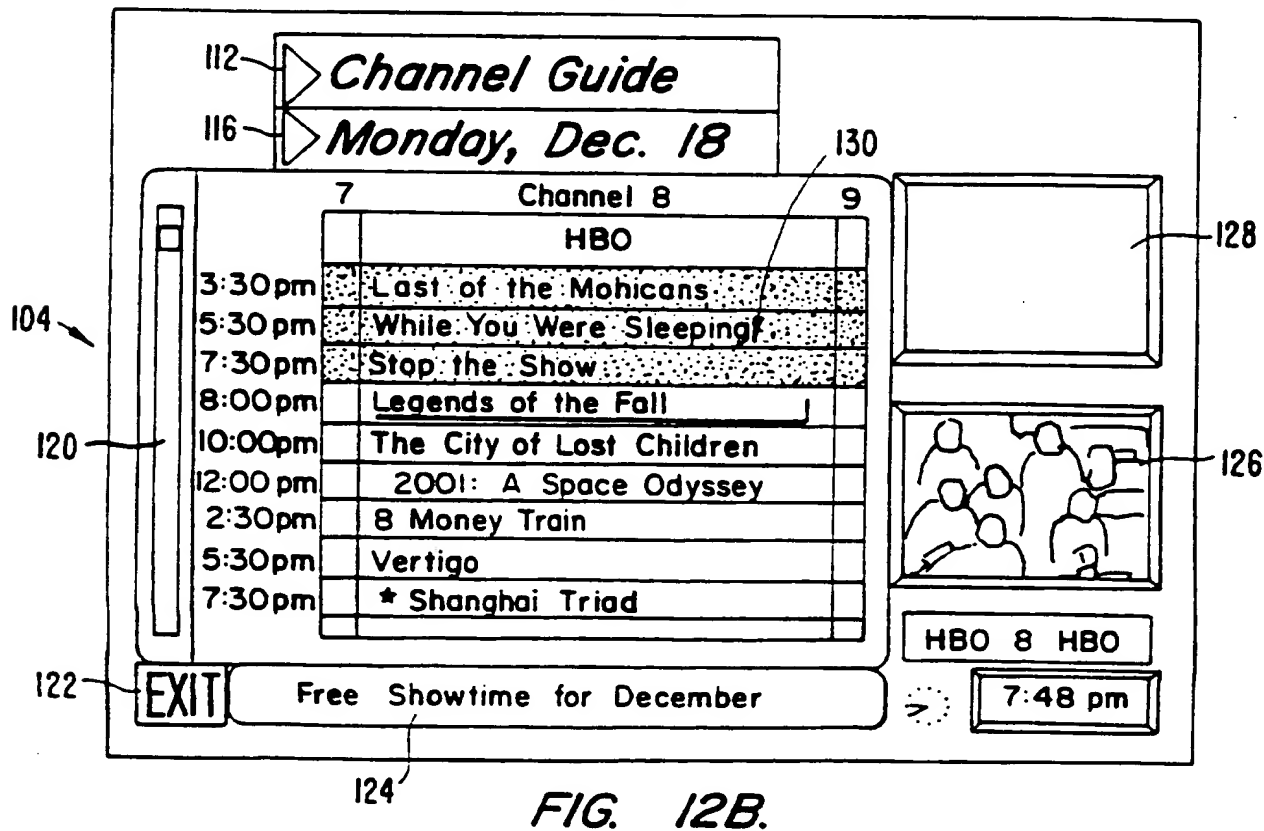 112
Channel Guide
116
Monday, Dec. 18
130
7 Channel 8 9
HBO
128
3:30pm Last of the Mohicans
104
5:30pm While You Were Sleeping
7:30pm Stop the Show
8:00pm Legends of the Fall
120
10:00pm The City of Lost Children
126
12:00 pm 2001: A Space Odyssey
2:30pm 8 Money Train
5:30pm Vertigo
7:30pm * Shanghai Triad
HBO 8 HBO
122
EXIT Free Showtime for December
7:48 pm
124
FIG. 12B.